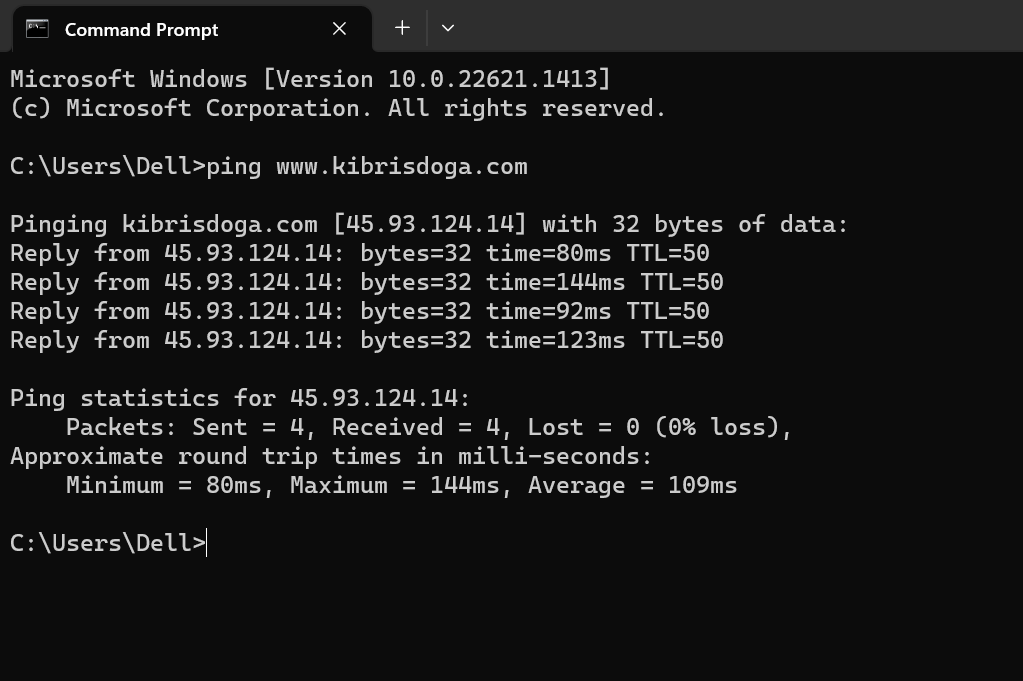 Command Prompt
Microsoft Windows [Version 10.0.22621.1413]
(c) Microsoft Corporation. All rights reserved.
C:\Users\Dell>ping www.kibrisdoga.com
Pinging kibrisdoga.com [45.93.124.14] with 32 bytes of data:
Reply from 45.93.124.14: bytes=32 time=80ms TTL=50
Reply from 45.93.124.14: bytes=32 time=144ms TTL=50
Reply from 45.93.124.14: bytes=32 time=92ms TTL=50
Reply from 45.93.124.14: bytes=32 time=123ms TTL=50
Ping statistics for 45.93.124.14:
    Packets: Sent = 4, Received = 4, Lost = 0 (0% loss),
Approximate round trip times in milli-seconds:
    Minimum = 80ms, Maximum = 144ms, Average = 109ms
C:\Users\Dell>